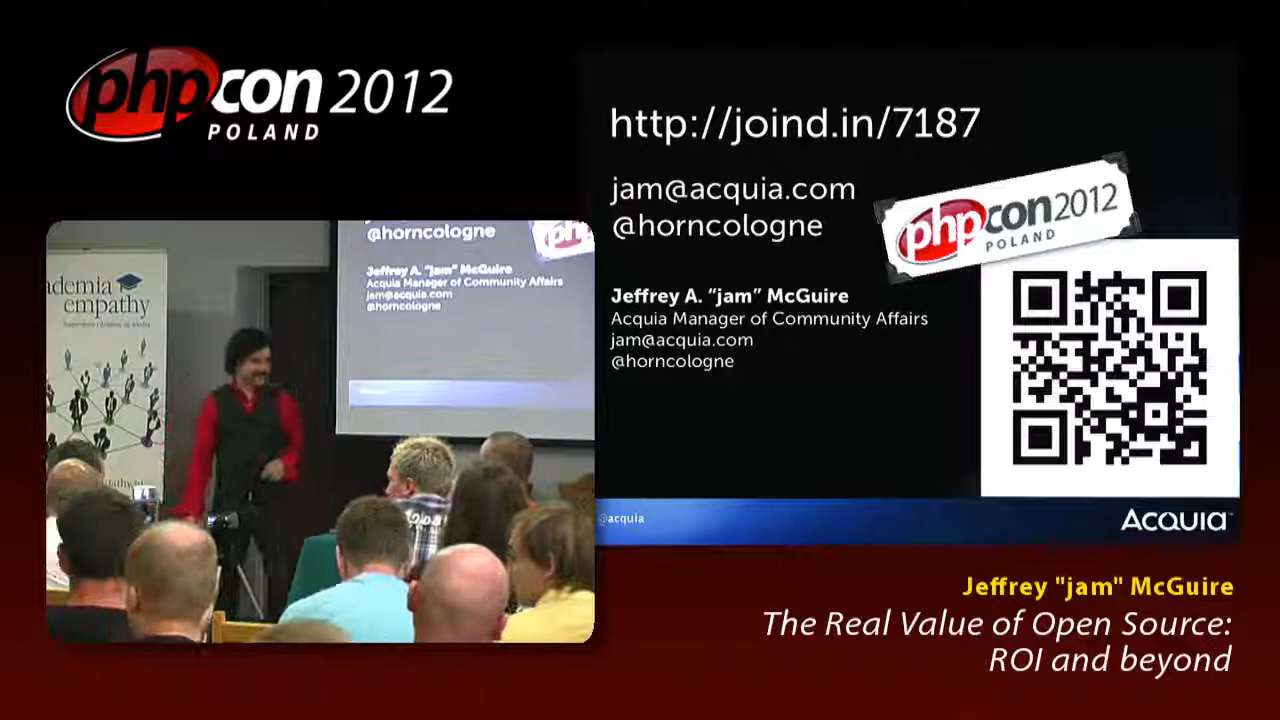 phpcon 2012
POLAND
http://joind.in/7187
jam@acquia.com
@horncologne
phpcon 2012
POLAND
Jeffrey A. “jam” McGuire
Acquia Manager of Community Affairs
jam@acquia.com
@horncologne
@acquia
ACQUIA
@horncologne
Jeffrey A. “jam” McGuire
Acquia Manager of Community Affairs
jam@acquia.com
@horncologne
ademia
empathy
Jeffrey "jam" McGuire
The Real Value of Open Source:
ROI and beyond